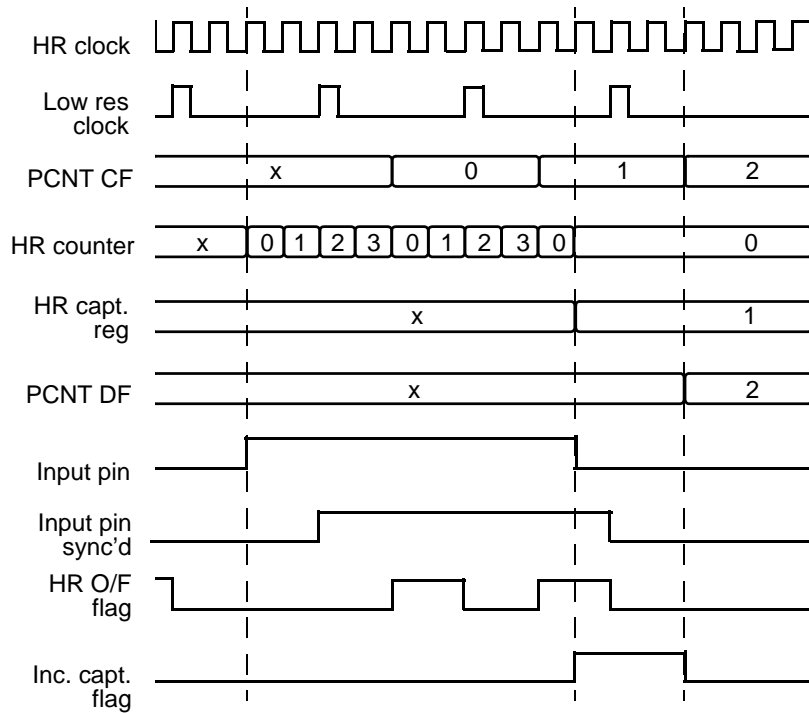 HR clock
Low res
clock
PCNT CF
x 0 1 2
HR counter
x 0 1 2 3 0 1 2 3 0 0
HR capt.
reg
x 1
PCNT DF
x 2
Input pin
Input pin
sync'd
HR O/F
flag
Inc. capt.
flag